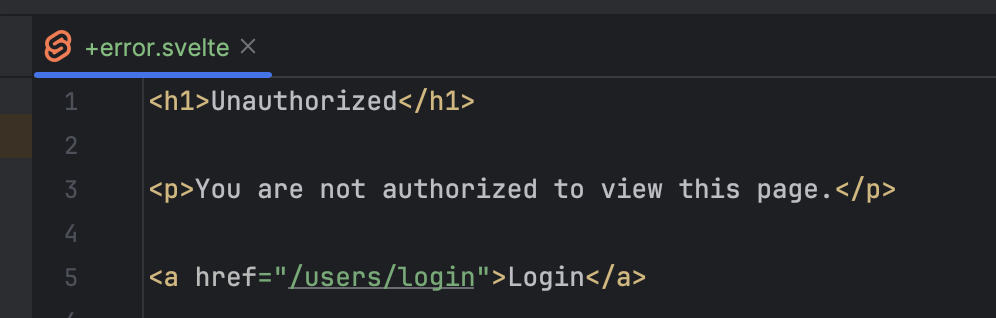 +error.svelte
1 <h1>Unauthorized</h1>
2
3 <p>You are not authorized to view this page.</p>
4
5 <a href="/users/login">Login</a>